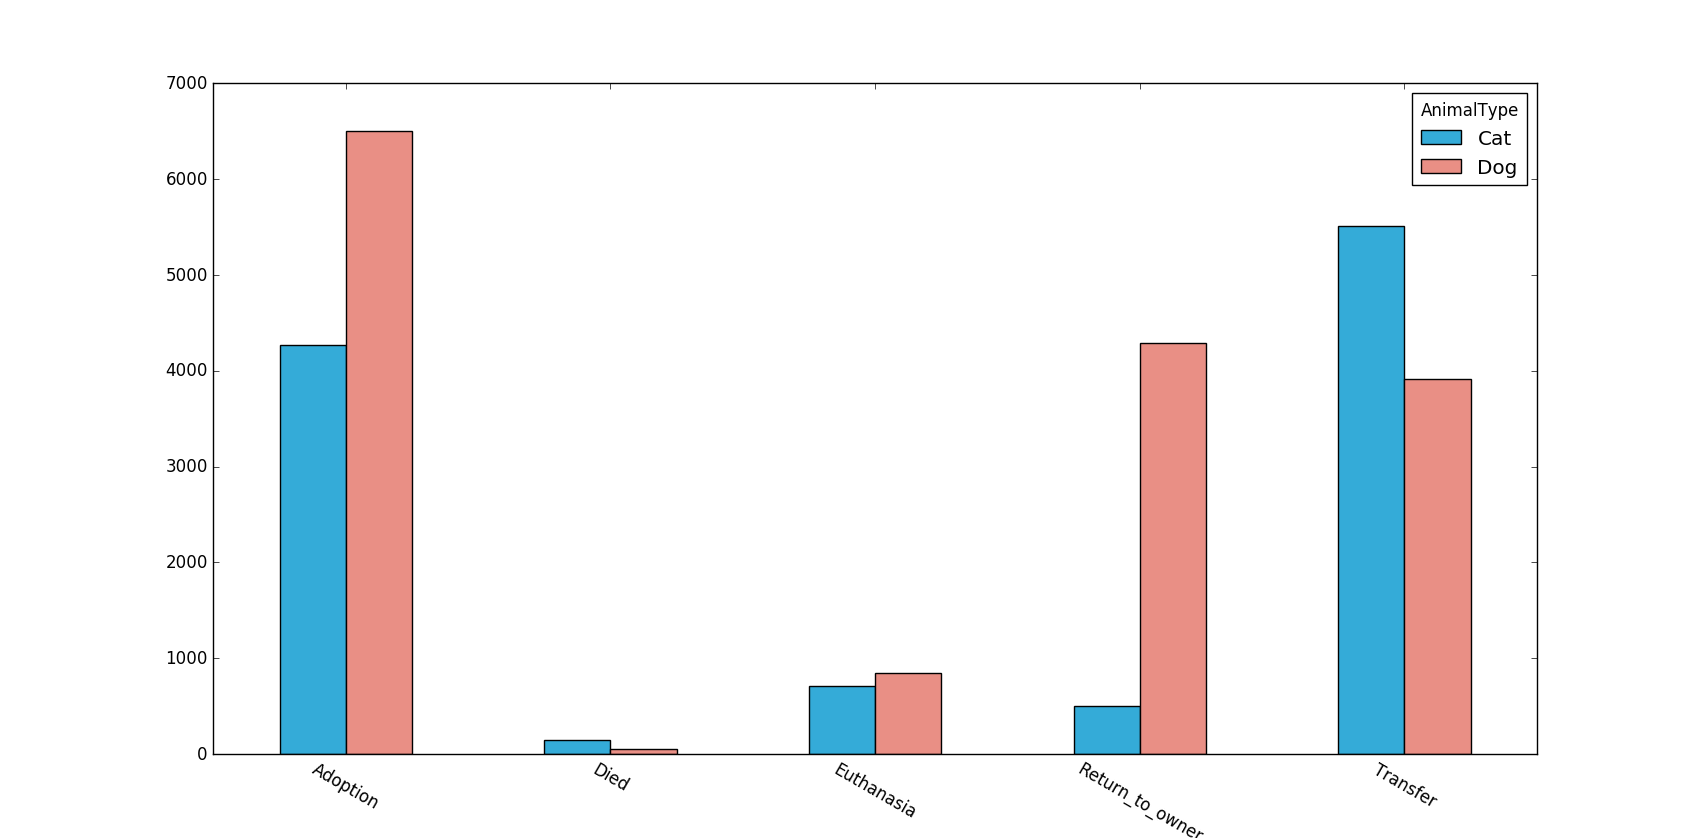 7000
6000
5000
4000
3000
2000
1000
0
AnimalType
Cat
Dog
Adoption
Died
Euthanasia
Return_to_owner
Transfer